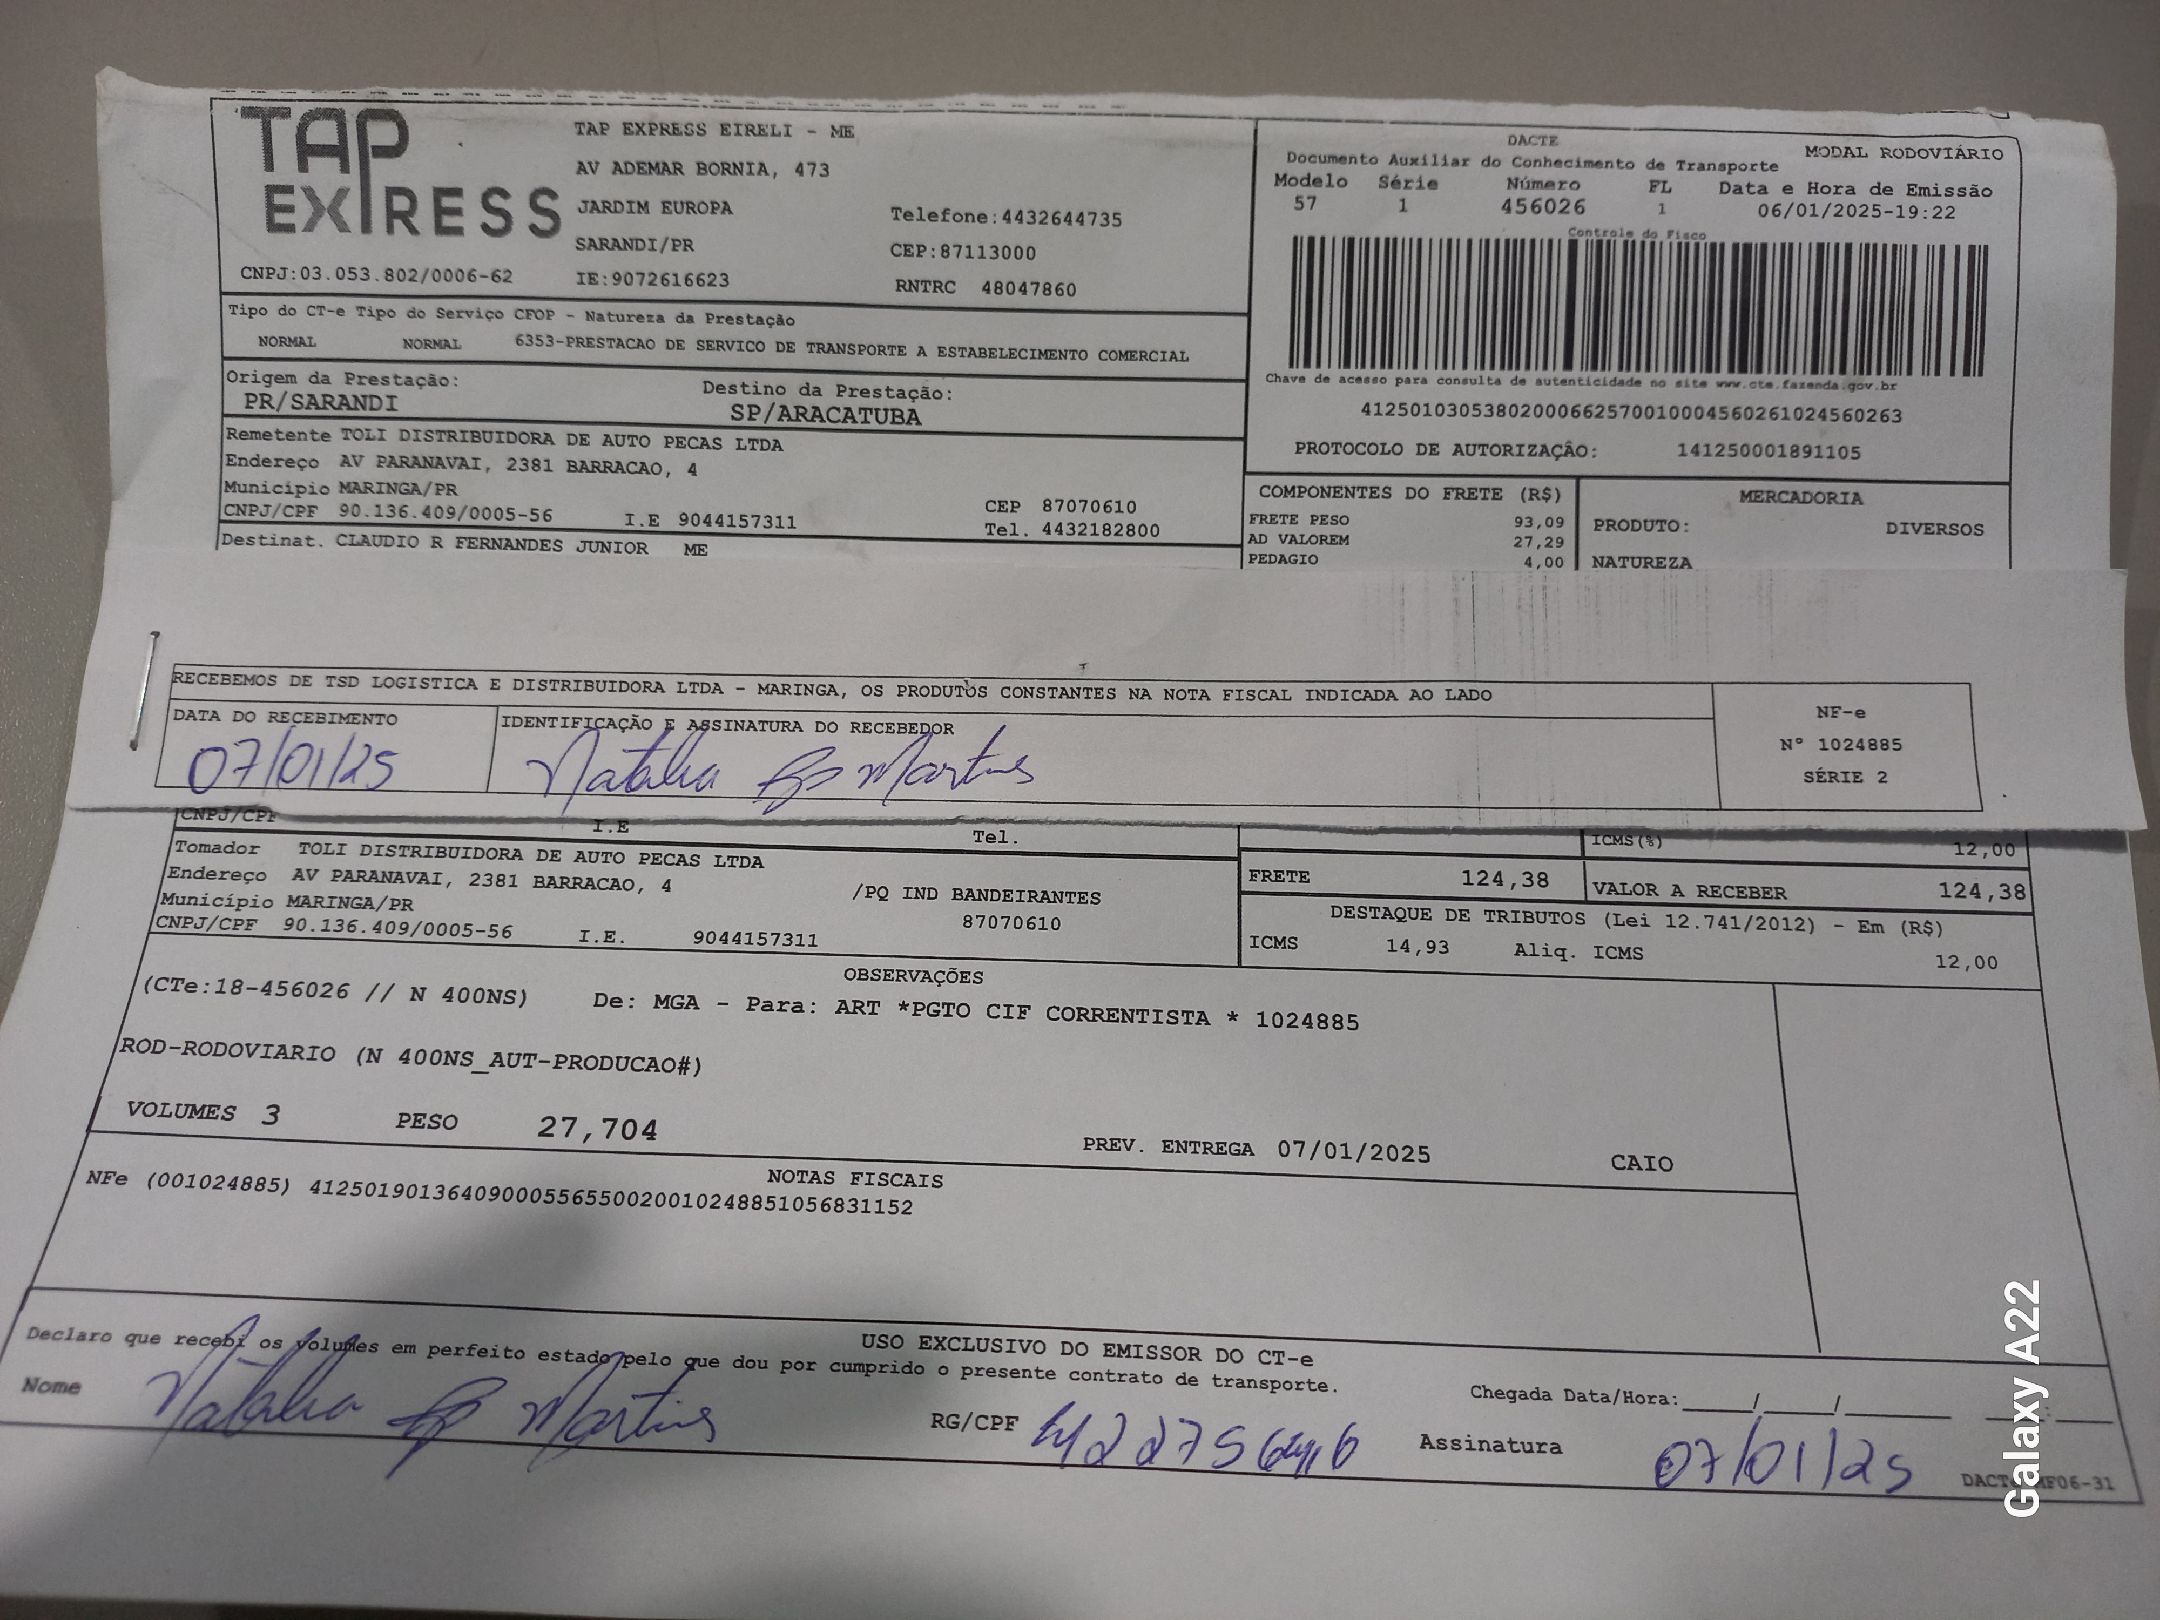 TAP EXPRESS
TAP EXPRESS EIRELI - ME
AV ADEMAR BORNIA, 473
JARDIM EUROPA Telefone:4432644735
SARANDI/PR CEP:87113000
CNPJ:03.053.802/0006-62 IE:9072616623 RNTRC 48047860
DACTE
Documento Auxiliar do Conhecimento de Transporte MODAL RODOVIÁRIO
Modelo Série Número FL Data e Hora de Emissão
57 1 456026 1 06/01/2025-19:22
Controle do Fisco
Chave de acesso para consulta de autenticidade no site www.cte.fazenda.gov.br
41250103053802000662570010004560261024560263
PROTOCOLO DE AUTORIZAÇÂO: 141250001891105
Tipo do CT-e Tipo do Serviço CFOP - Natureza da Prestação
NORMAL NORMAL 6353-PRESTACAO DE SERVICO DE TRANSPORTE A ESTABELECIMENTO COMERCIAL
Origem da Prestação: Destino da Prestação:
PR/SARANDI SP/ARACATUBA
Remetente TOLI DISTRIBUIDORA DE AUTO PECAS LTDA
Endereço AV PARANAVAI, 2381 BARRACAO, 4
Município MARINGA/PR CEP 87070610
CNPJ/CPF 90.136.409/0005-56 I.E 9044157311 Tel. 4432182800
Destinat. CLAUDIO R FERNANDES JUNIOR ME
COMPONENTES DO FRETE (R$) MERCADORIA
FRETE PESO 93,09 PRODUTO: DIVERSOS
AD VALOREM 27,29
PEDAGIO 4,00 NATUREZA
RECEBEMOS DE TSD LOGISTICA E DISTRIBUIDORA LTDA - MARINGA, OS PRODUTOS CONSTANTES NA NOTA FISCAL INDICADA AO LADO
DATA DO RECEBIMENTO IDENTIFICAÇÃO E ASSINATURA DO RECEBEDOR
07/01/25 Natalia Martins
NF-e
Nº 1024885
SÉRIE 2
CNPJ/CPF I.E Tel.
ICMS(%) 12,00
Tomador TOLI DISTRIBUIDORA DE AUTO PECAS LTDA
Endereço AV PARANAVAI, 2381 BARRACAO, 4 /PQ IND BANDEIRANTES
Município MARINGA/PR 87070610
CNPJ/CPF 90.136.409/0005-56 I.E. 9044157311
FRETE 124,38 VALOR A RECEBER 124,38
DESTAQUE DE TRIBUTOS (Lei 12.741/2012) - Em (R$)
ICMS 14,93 Aliq. ICMS 12,00
OBSERVAÇÕES
(CTe:18-456026 // N 400NS) De: MGA - Para: ART *PGTO CIF CORRENTISTA * 1024885
ROD-RODOVIARIO (N 400NS_AUT-PRODUCAO#)
VOLUMES 3 PESO 27,704 PREV. ENTREGA 07/01/2025 CAIO
NOTAS FISCAIS
NFe (001024885) 41250190136409000556550020010248851056831152
USO EXCLUSIVO DO EMISSOR DO CT-e
Declaro que recebi os volumes em perfeito estado pelo que dou por cumprido o presente contrato de transporte.
Chegada Data/Hora:_____/_____/_______ ___:____
Nome Natalia Martins RG/CPF Assinatura 07/01/25
Galaxy A22